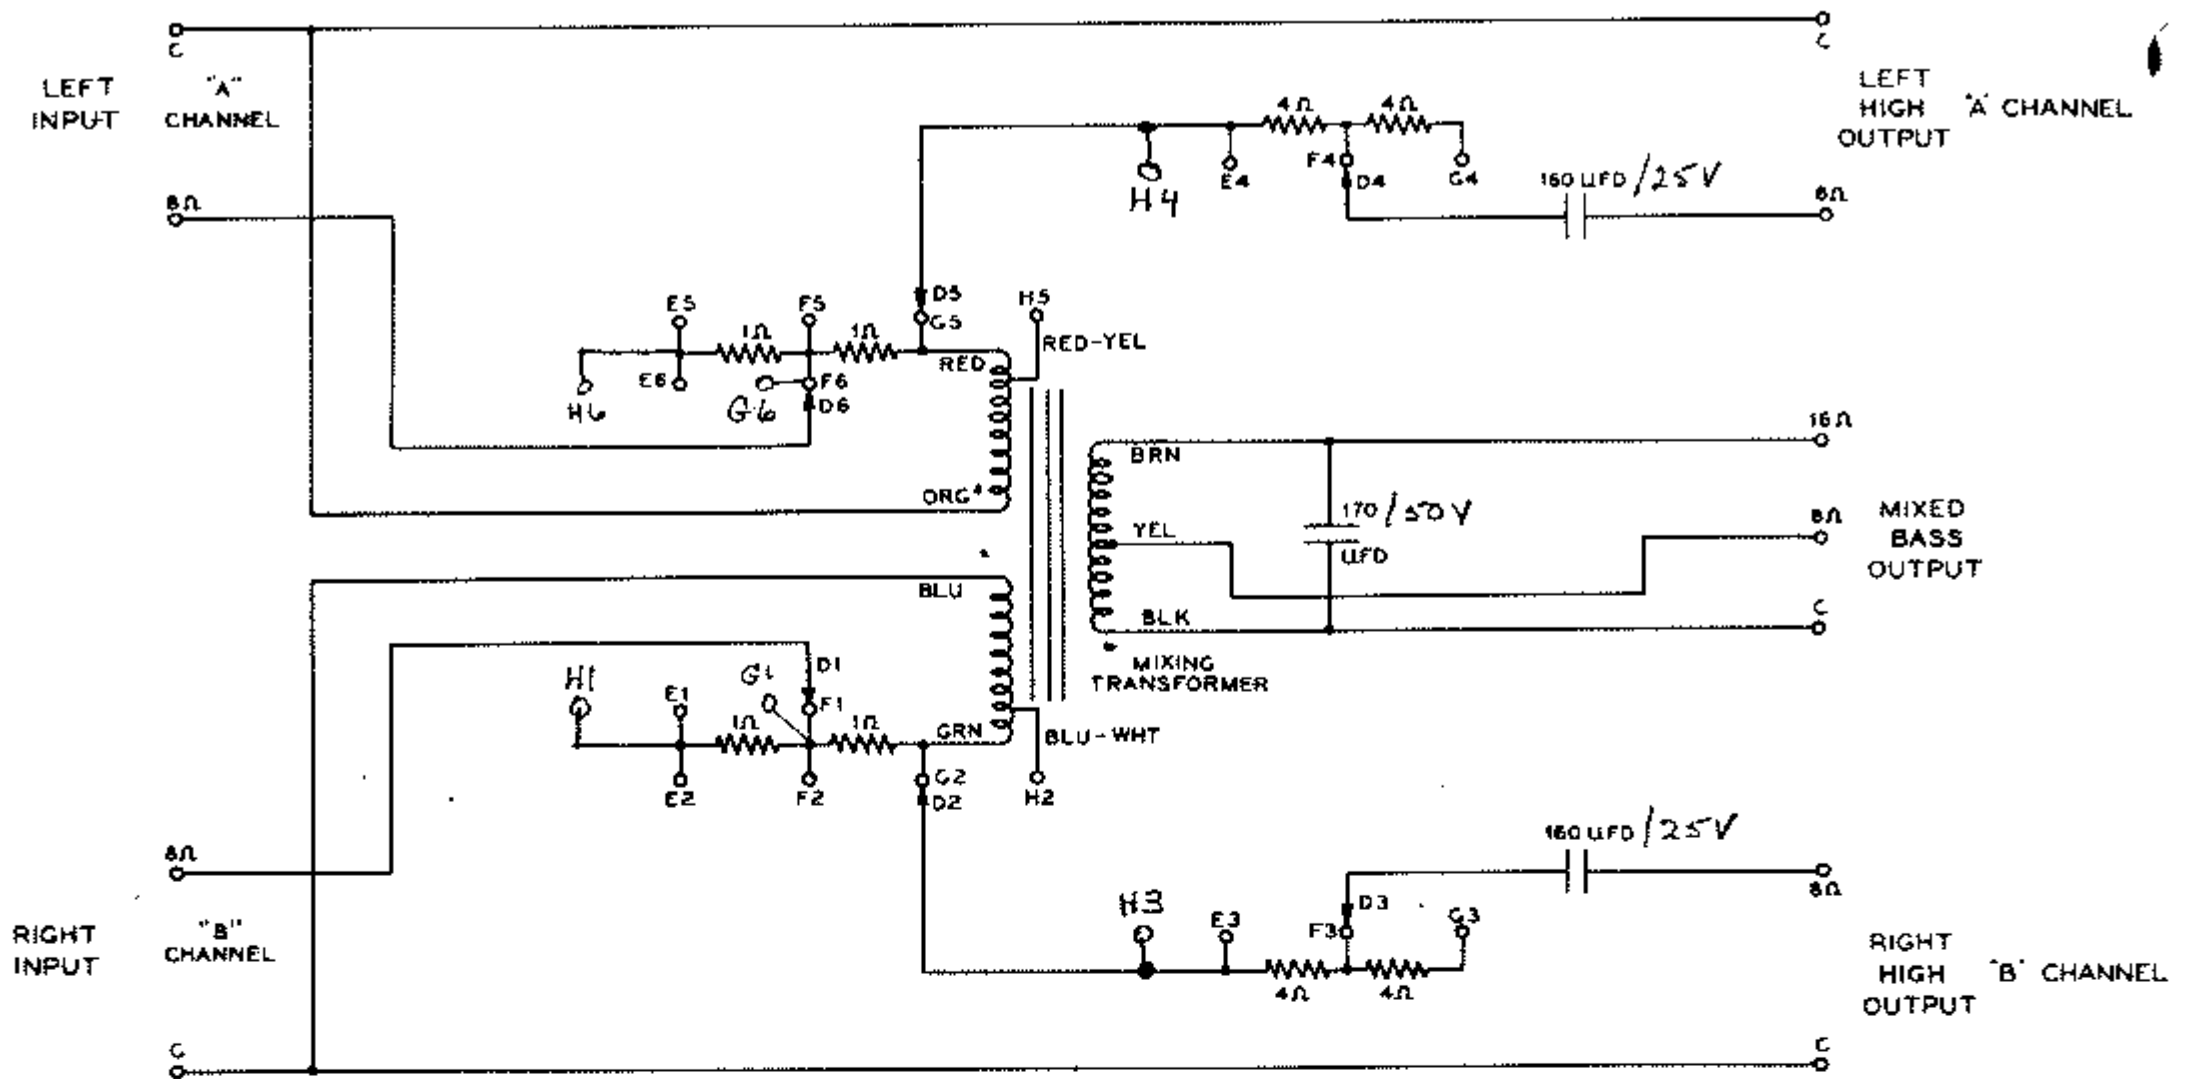 C
C
LEFT
INPUT
"A"
CHANNEL
LEFT
HIGH
OUTPUT
"A" CHANNEL
4Ω
4Ω
H4
E4
F4
D4
G4
160 UFD/25V
8Ω
8Ω
E5
F5
D5
G5
H5
1Ω
1Ω
RED
RED-YEL
E6
F6
D6
H6
G6
ORG
BRN
16Ω
170/50V
UFD
YEL
8Ω
MIXED
BASS
OUTPUT
BLU
BLK
C
MIXING
TRANSFORMER
D1
H1
E1
G1
F1
1Ω
1Ω
GRN
BLU-WHT
E2
F2
G2
D2
H2
160 UFD/25V
8Ω
8Ω
H3
E3
F3
D3
G3
4Ω
4Ω
RIGHT
INPUT
"B"
CHANNEL
RIGHT
HIGH
OUTPUT
"B" CHANNEL
C
C